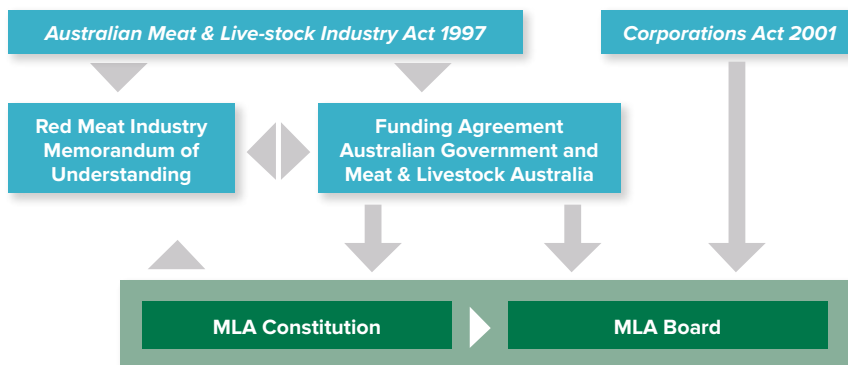 Australian Meat & Live-stock Industry Act 1997
Corporations Act 2001
Red Meat Industry
Memorandum of
Understanding
Funding Agreement
Australian Government and
Meat & Livestock Australia
MLA Constitution
MLA Board